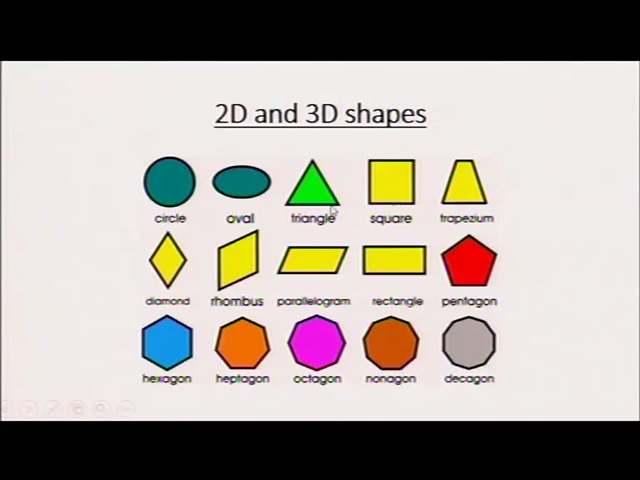 2D and 3D shapes
circle oval triangle square trapezium
diamond rhombus parallelogram rectangle pentagon
hexagon heptagon octagon nonagon decagon